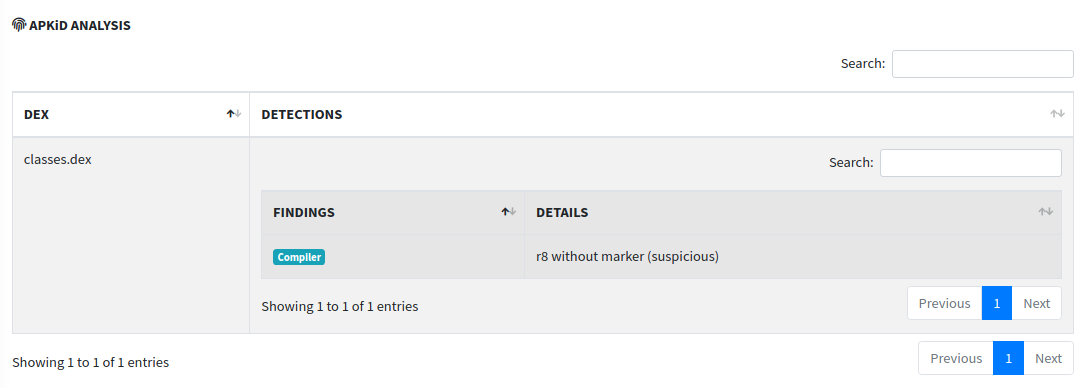 APKiD ANALYSIS
Search:
DEX DETECTIONS
classes.dex
Search:
FINDINGS DETAILS
Compiler r8 without marker (suspicious)
Showing 1 to 1 of 1 entries Previous 1 Next
Showing 1 to 1 of 1 entries Previous 1 Next